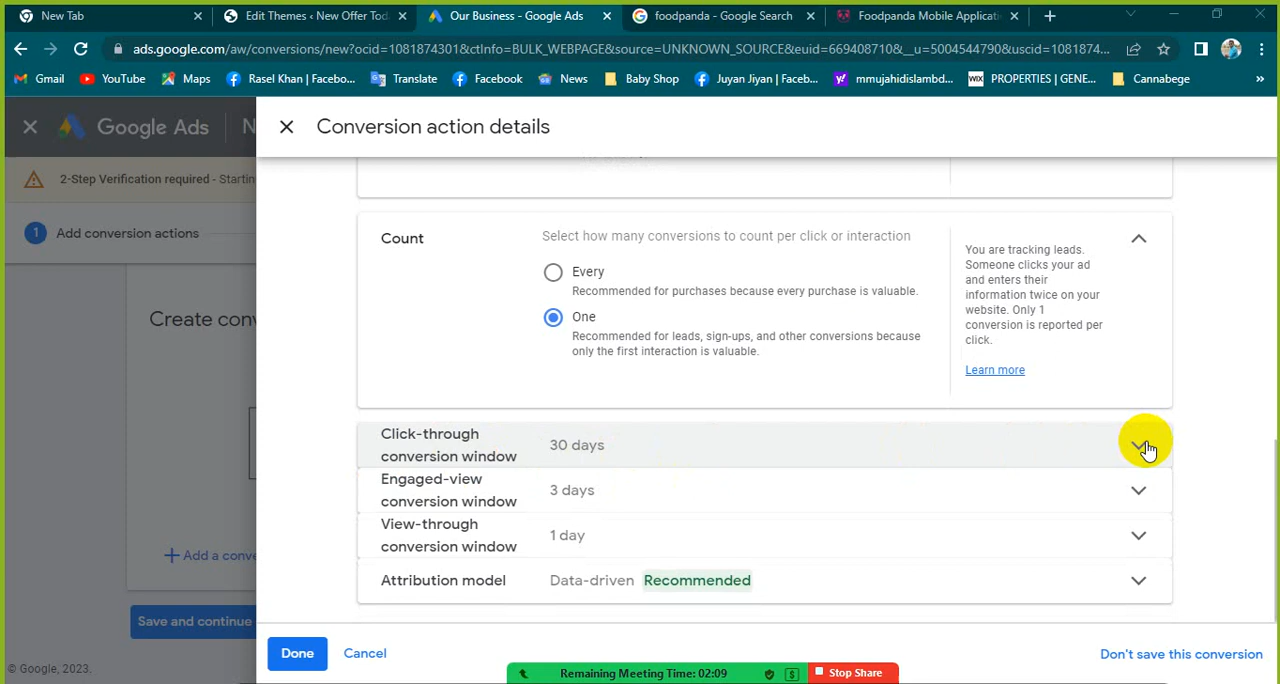 New Tab
Edit Themes ‹ New Offer Toda
Our Business - Google Ads
foodpanda - Google Search
Foodpanda Mobile Applicati
ads.google.com/aw/conversions/new?ocid=1081874301&ctInfo=BULK_WEBPAGE&source=UNKNOWN_SOURCE&euid=669408710&__u=5004544790&uscid=1081874...
Gmail
YouTube
Maps
Rasel Khan | Facebo...
Translate
Facebook
News
Baby Shop
Juyan Jiyan | Faceb...
mmujahidislambd...
WIX PROPERTIES | GENE...
Cannabege
»
Google Ads
N
Conversion action details
2-Step Verification required - Startin
1 Add conversion actions
Create conv
Add a conve
Save and continue
© Google, 2023.
Count
Select how many conversions to count per click or interaction
Every
Recommended for purchases because every purchase is valuable.
One
Recommended for leads, sign-ups, and other conversions because
only the first interaction is valuable.
You are tracking leads.
Someone clicks your ad
and enters their
information twice on your
website. Only 1
conversion is reported per
click.
Learn more
Click-through
conversion window
30 days
Engaged-view
conversion window
3 days
View-through
conversion window
1 day
Attribution model
Data-driven Recommended
Done
Cancel
Don't save this conversion
Remaining Meeting Time: 02:09
$
Stop Share